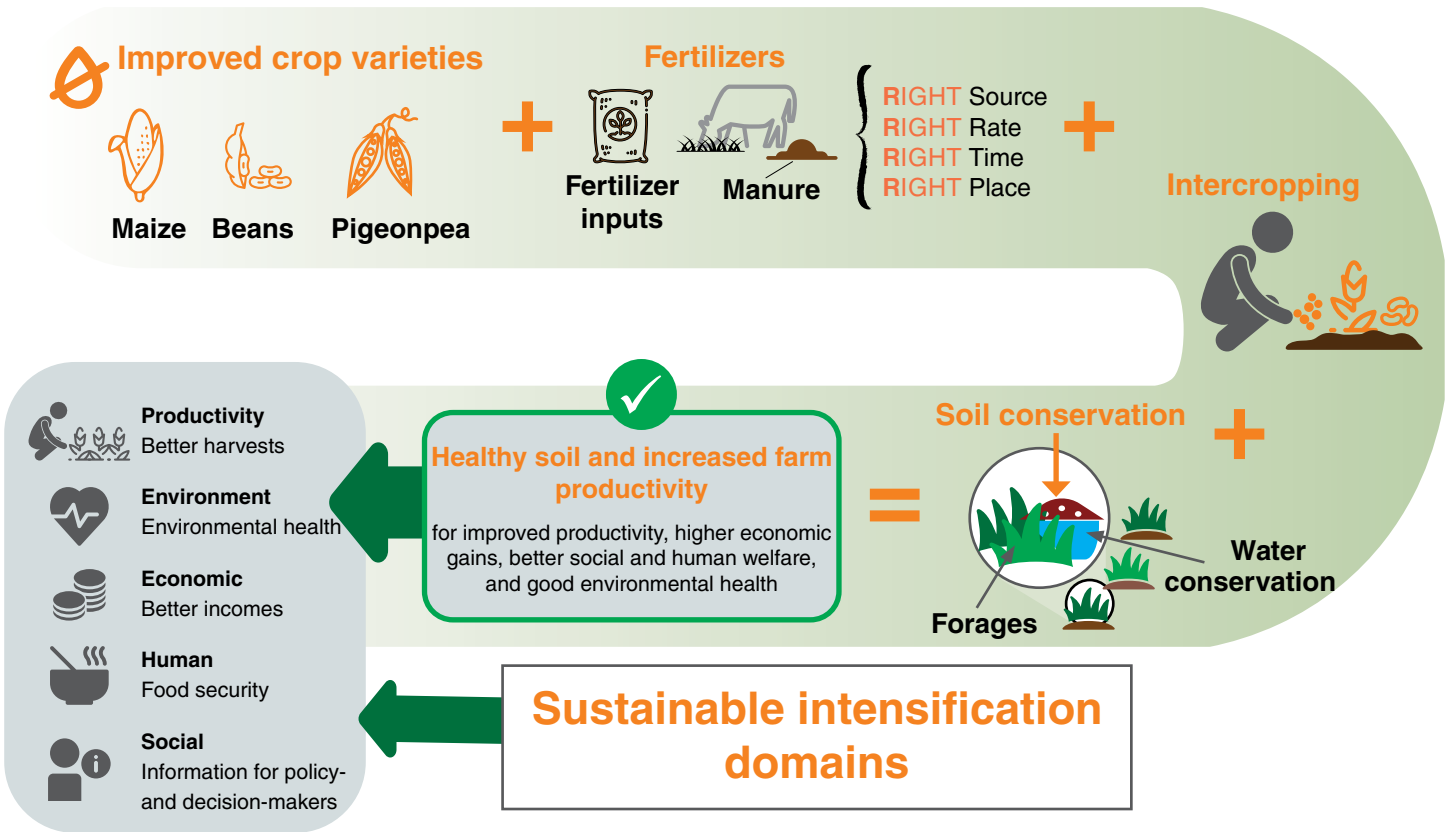 Improved crop varieties
Maize
Beans
Pigeonpea
+
Fertilizers
Fertilizer
inputs
Manure
RIGHT Source
RIGHT Rate
RIGHT Time
RIGHT Place
+
Intercropping
+
Soil conservation
Water
conservation
Forages
=
Healthy soil and increased farm
productivity
for improved productivity, higher economic
gains, better social and human welfare,
and good environmental health
Productivity
Better harvests
Environment
Environmental health
Economic
Better incomes
Human
Food security
Social
Information for policy-
and decision-makers
Sustainable intensification
domains